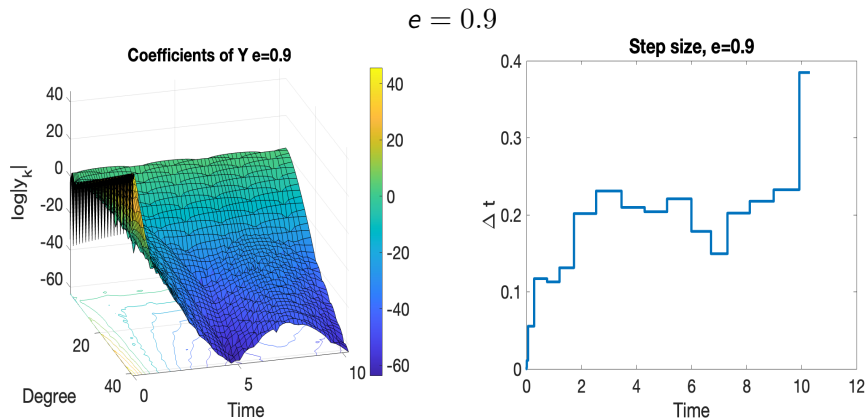 e = 0.9
Coefficients of Y e=0.9
log|y_k|
40
20
0
-20
-40
-60
20
40
Degree
0
5
10
Time
40
20
0
-20
-40
-60
Step size, e=0.9
Δ t
0.4
0.3
0.2
0.1
0
0 2 4 6 8 10 12
Time